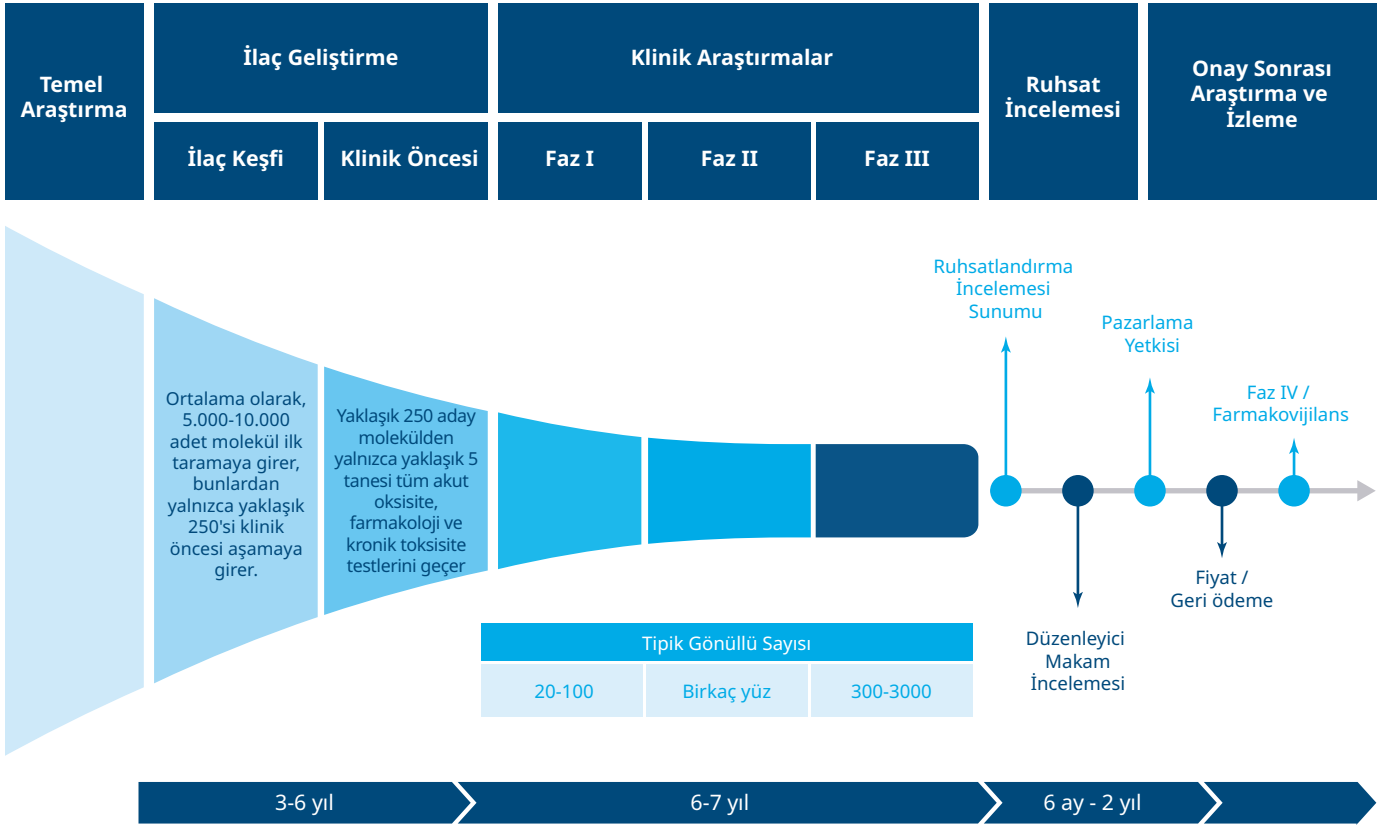 Temel
Araştırma
İlaç Geliştirme
İlaç Keşfi
Klinik Öncesi
Klinik Araştırmalar
Faz I
Faz II
Faz III
Ruhsat
İncelemesi
Onay Sonrası
Araştırma ve
İzleme
Ortalama olarak,
5.000-10.000
adet molekül ilk
taramaya girer,
bunlardan
yalnızca yaklaşık
250'si klinik
öncesi aşamaya
girer.
Yaklaşık 250 aday
molekülden
yalnızca yaklaşık 5
tanesi tüm akut
oksisite,
farmakoloji ve
kronik toksisite
testlerini geçer
Ruhsatlandırma
İncelemesi
Sunumu
Düzenleyici
Makam
İncelemesi
Pazarlama
Yetkisi
Fiyat /
Geri ödeme
Faz IV /
Farmakovijilans
Tipik Gönüllü Sayısı
20-100
Birkaç yüz
300-3000
3-6 yıl
6-7 yıl
6 ay - 2 yıl